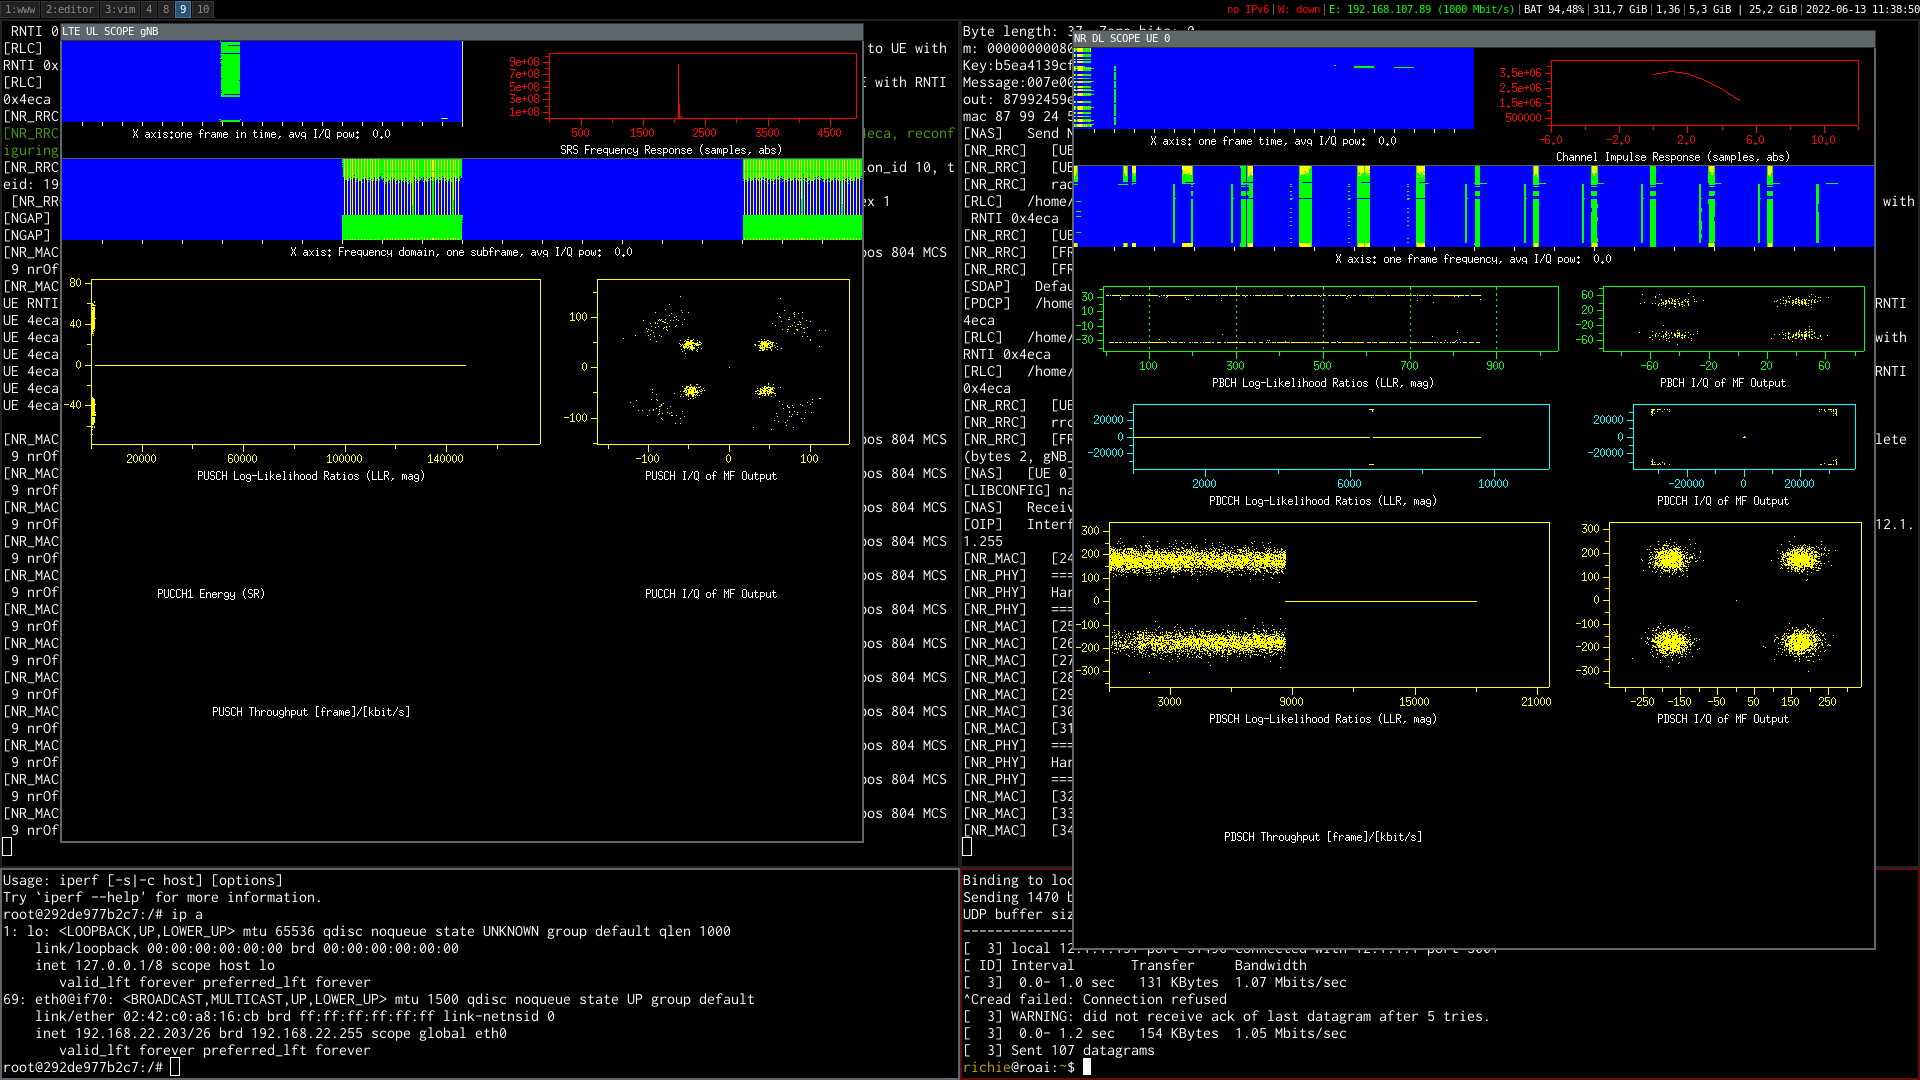 1:www 2:editor 3:vim 4 8 9 10
no IPv6|W: down|E: 192.168.107.89 (1000 Mbit/s)|BAT 94,48%|311,7 GiB|1,36|5,3 GiB | 25,2 GiB|2022-06-13 11:38:50
RNTI 0
LTE UL SCOPE gNB
[RLC]
to UE with
RNTI 0x
[RLC]
E with RNTI
0x4eca
[NR_RRC
[NR_RRC
4eca, reconf
iguring
[NR_RRC
on_id 10, t
eid: 19
[NR_RR
ex 1
[NGAP]
[NGAP]
[NR_MAC
pos 804 MCS
9 nrOf
[NR_MAC
UE RNTI
UE 4eca
UE 4eca
UE 4eca
UE 4eca
UE 4eca
UE 4eca
[NR_MAC
pos 804 MCS
9 nrOf
[NR_MAC
pos 804 MCS
9 nrOf
[NR_MAC
pos 804 MCS
9 nrOf
[NR_MAC
pos 804 MCS
9 nrOf
[NR_MAC
pos 804 MCS
9 nrOf
[NR_MAC
pos 804 MCS
9 nrOf
[NR_MAC
pos 804 MCS
9 nrOf
[NR_MAC
pos 804 MCS
9 nrOf
[NR_MAC
pos 804 MCS
9 nrOf
[NR_MAC
pos 804 MCS
9 nrOf
[NR_MAC
pos 804 MCS
9 nrOf
[NR_MAC
pos 804 MCS
9 nrOf
X axis:one frame in time, avg I/Q pow: 0.0
9e+08
7e+08
5e+08
3e+08
1e+08
500 1500 2500 3500 4500
SRS Frequency Response (samples, abs)
X axis: Frequency domain, one subframe, avg I/Q pow: 0.0
80
40
0
-40
20000 60000 100000 140000
PUSCH Log-Likelihood Ratios (LLR, mag)
100
0
-100
-100 0 100
PUSCH I/Q of MF Output
PUCCH1 Energy (SR)
PUCCH I/Q of MF Output
PUSCH Throughput [frame]/[kbit/s]
Byte length: 37
m: 00000000080
Key:b5ea4139cf
Message:007e00
out: 87992459e
mac 87 99 24 5
[NAS] Send N
[NR_RRC] [UE
[NR_RRC] [UE
[NR_RRC] rac
[RLC] /home/
with
RNTI 0x4eca
[NR_RRC] [UE
[NR_RRC] [FR
[NR_RRC] [FR
[SDAP] Defau
[PDCP] /home
RNTI
4eca
[RLC] /home/
with
RNTI 0x4eca
[RLC] /home/
RNTI
0x4eca
[NR_RRC] [UE
[NR_RRC] rrc
[NR_RRC] [FR
lete
(bytes 2, gNB_
[NAS] [UE 0]
[LIBCONFIG] na
[NAS] Receiv
[OIP] Interf
12.1.
1.255
[NR_MAC] [24
[NR_PHY] ===
[NR_PHY] Har
[NR_PHY] ===
[NR_MAC] [25
[NR_MAC] [26
[NR_MAC] [27
[NR_MAC] [28
[NR_MAC] [29
[NR_MAC] [30
[NR_MAC] [31
[NR_PHY] ===
[NR_PHY] Har
[NR_PHY] ===
[NR_MAC] [32
[NR_MAC] [33
[NR_MAC] [34
NR DL SCOPE UE 0
X axis: one frame time, avg I/Q pow: 0.0
3.5e+06
2.5e+06
1.5e+06
500000
-6.0 -2.0 2.0 6.0 10.0
Channel Impulse Response (samples, abs)
X axis: one frame frequency, avg I/Q pow: 0.0
30
10
-10
-30
100 300 500 700 900
PBCH Log-Likelihood Ratios (LLR, mag)
60
20
-20
-60
-60 -20 20 60
PBCH I/Q of MF Output
20000
0
-20000
2000 6000 10000
PDCCH Log-Likelihood Ratios (LLR, mag)
20000
0
-20000
-20000 0 20000
PDCCH I/Q of MF Output
300
200
100
0
-100
-200
-300
3000 9000 15000 21000
PDSCH Log-Likelihood Ratios (LLR, mag)
300
200
100
0
-100
-200
-300
-250 -150 -50 50 150 250
PDSCH I/Q of MF Output
PDSCH Throughput [frame]/[kbit/s]
Usage: iperf [-s|-c host] [options]
Try `iperf --help' for more information.
root@292de977b2c7:/# ip a
1: lo: <LOOPBACK,UP,LOWER_UP> mtu 65536 qdisc noqueue state UNKNOWN group default qlen 1000
link/loopback 00:00:00:00:00:00 brd 00:00:00:00:00:00
inet 127.0.0.1/8 scope host lo
valid_lft forever preferred_lft forever
69: eth0@if70: <BROADCAST,MULTICAST,UP,LOWER_UP> mtu 1500 qdisc noqueue state UP group default
link/ether 02:42:c0:a8:16:cb brd ff:ff:ff:ff:ff:ff link-netnsid 0
inet 192.168.22.203/26 brd 192.168.22.255 scope global eth0
valid_lft forever preferred_lft forever
root@292de977b2c7:/#
Binding to loc
Sending 1470 b
UDP buffer siz
--------------
[ 3] local 12.
[ ID] Interval Transfer Bandwidth
[ 3] 0.0- 1.0 sec 131 KBytes 1.07 Mbits/sec
^Cread failed: Connection refused
[ 3] WARNING: did not receive ack of last datagram after 5 tries.
[ 3] 0.0- 1.2 sec 154 KBytes 1.05 Mbits/sec
[ 3] Sent 107 datagrams
richie@roai:~$